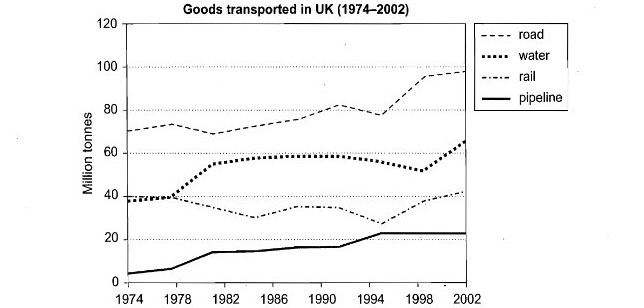 Goods transported in UK (1974–2002)
120
100
80
60
40
20
0
Million tonnes
1974 1978 1982 1986 1990 1994 1998 2002
road
water
rail
pipeline